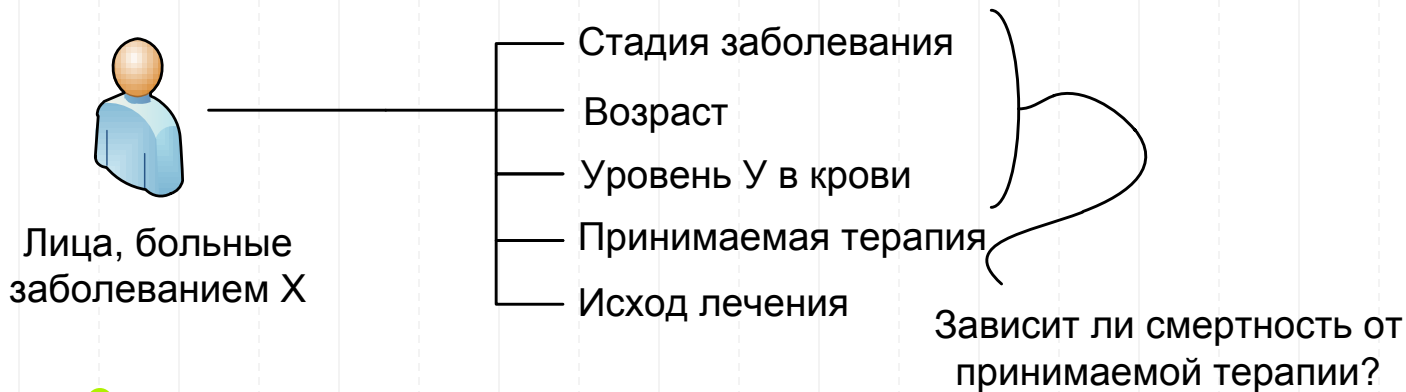 Стадия заболевания
Возраст
Уровень У в крови
Принимаемая терапия
Исход лечения
Лица, больные
заболеванием Х
Зависит ли смертность от
принимаемой терапии?